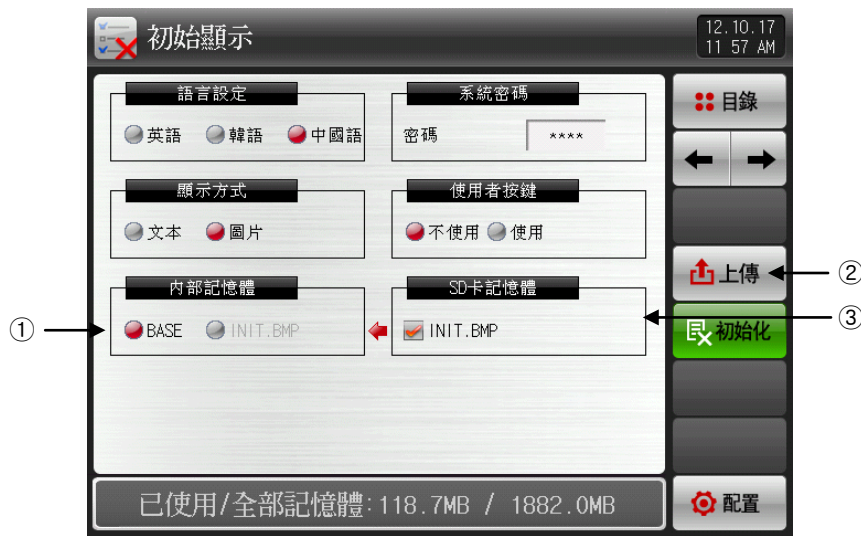 初始顯示
12.10.17
11 57 AM
語言設定
英語 韓語 中國語
系統密碼
密碼 ****
顯示方式
文本 圖片
使用者按鍵
不使用 使用
内部記憶體
BASE INIT.BMP
SD卡記憶體
INIT.BMP
已使用/全部記憶體:118.7MB / 1882.0MB
目錄
上傳
初始化
配置
①
②
③